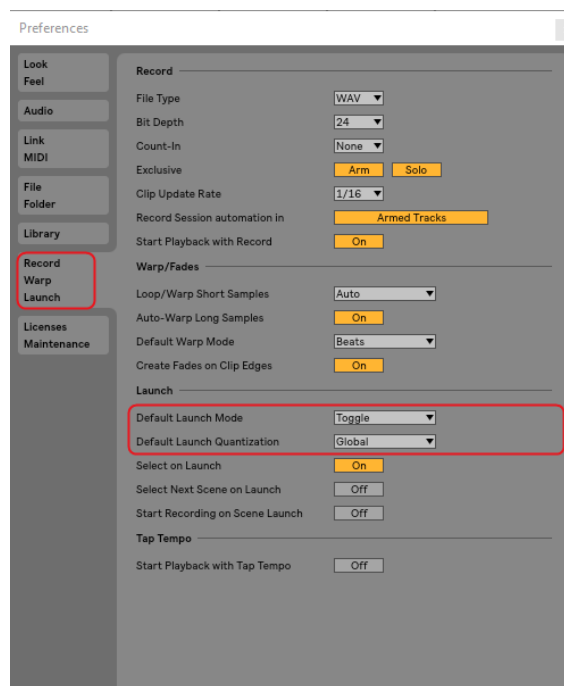 Preferences
Look
Feel
Audio
Link
MIDI
File
Folder
Library
Record
Warp
Launch
Licenses
Maintenance
Record
File Type WAV
Bit Depth 24
Count-In None
Exclusive Arm Solo
Clip Update Rate 1/16
Record Session automation in Armed Tracks
Start Playback with Record On
Warp/Fades
Loop/Warp Short Samples Auto
Auto-Warp Long Samples On
Default Warp Mode Beats
Create Fades on Clip Edges On
Launch
Default Launch Mode Toggle
Default Launch Quantization Global
Select on Launch On
Select Next Scene on Launch Off
Start Recording on Scene Launch Off
Tap Tempo
Start Playback with Tap Tempo Off